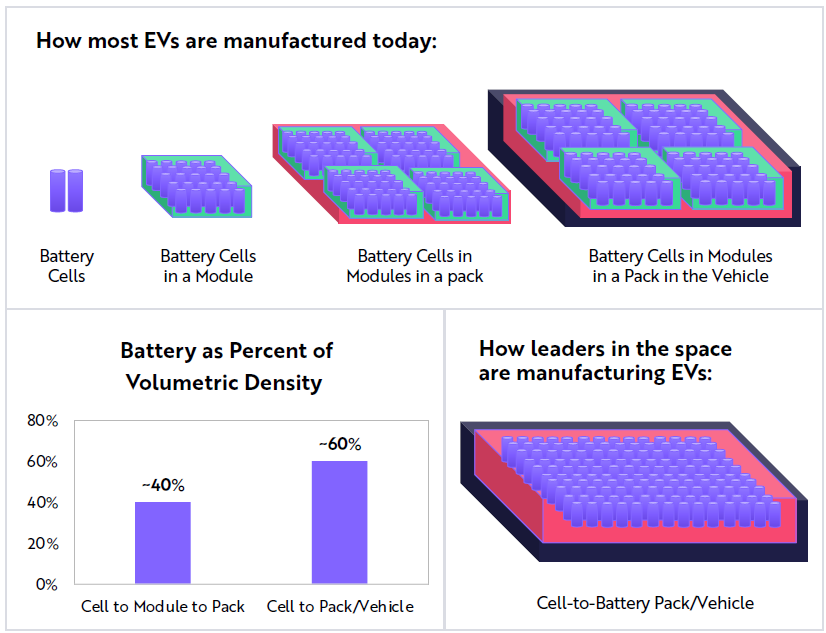 How most EVs are manufactured today:
Battery
Cells
Battery Cells
in a Module
Battery Cells in
Modules in a pack
Battery Cells in Modules
in a Pack in the Vehicle
Battery as Percent of
Volumetric Density
80%
60%
40%
20%
0%
~40%
~60%
Cell to Module to Pack
Cell to Pack/Vehicle
How leaders in the space
are manufacturing EVs:
Cell-to-Battery Pack/Vehicle